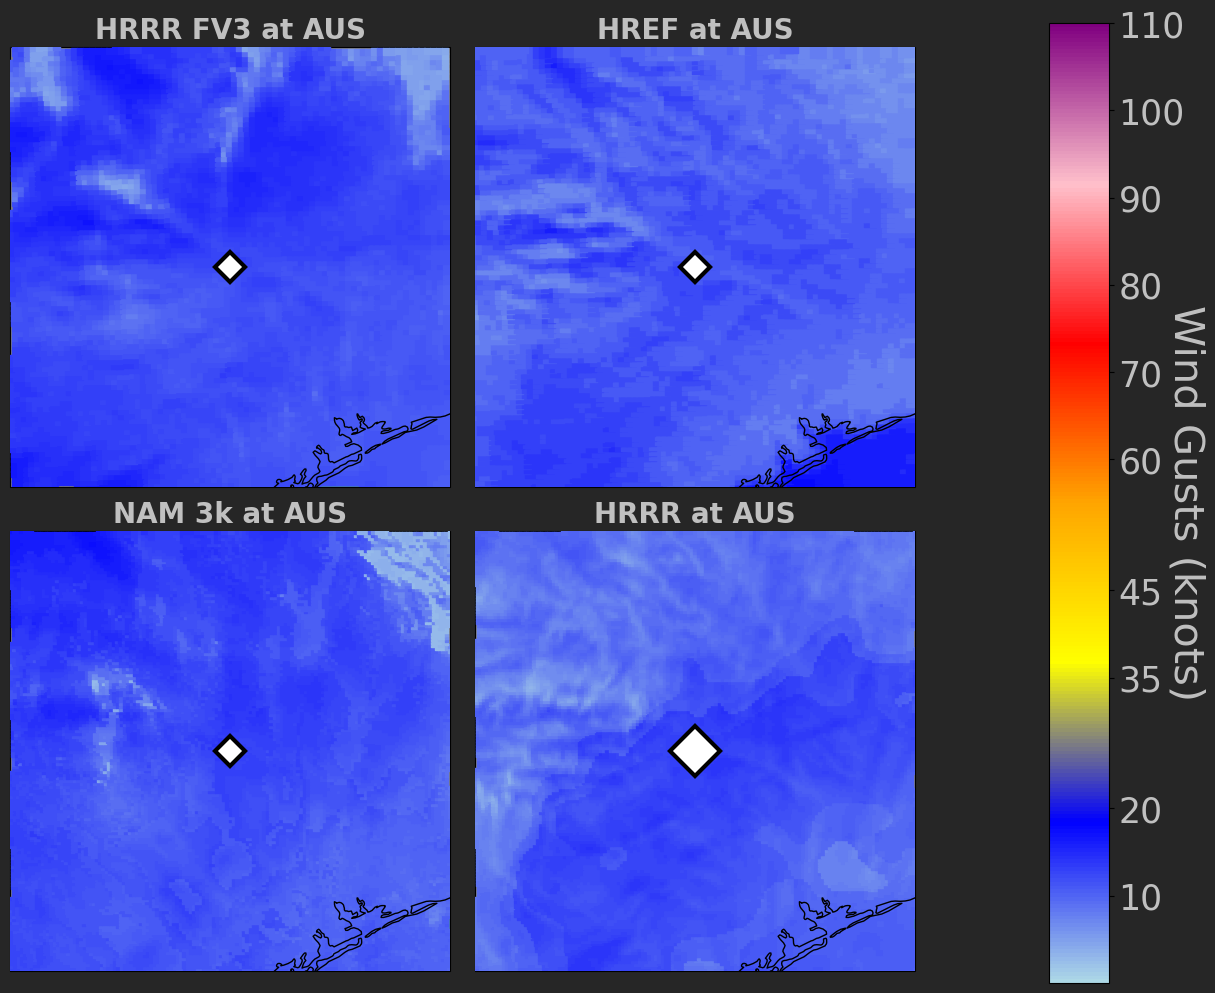 HRRR FV3 at AUS
HREF at AUS
NAM 3k at AUS
HRRR at AUS
110
100
90
80
70
60
45
35
20
10
Wind Gusts (knots)